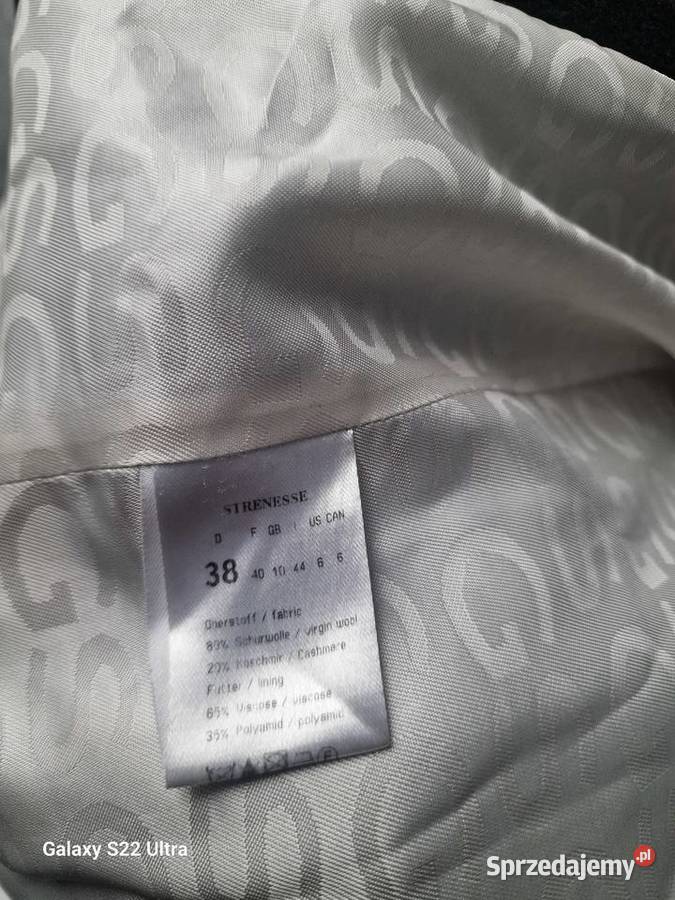 STRENESSE
D F GB I US CAN
38 40 10 44 6 6
Oberstoff / fabric
80% Schurwolle / virgin wool
20% Kaschmir / Cashmere
Futter / lining
65% Viscose / viscose
35% Polyamid / polyamid
Galaxy S22 Ultra
Sprzedajemy.pl